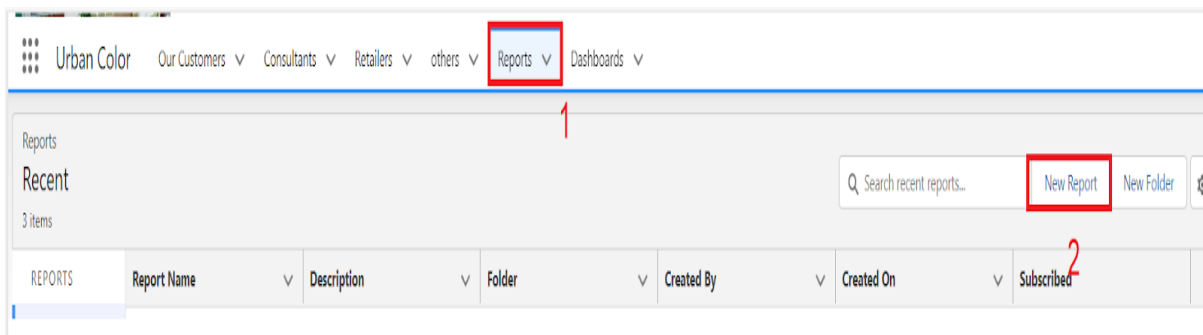 Urban Color Our Customers Consultants Retailers others Reports Dashboards
1
Reports
Recent
3 items
Search recent reports...
New Report
New Folder
2
REPORTS Report Name Description Folder Created By Created On Subscribed